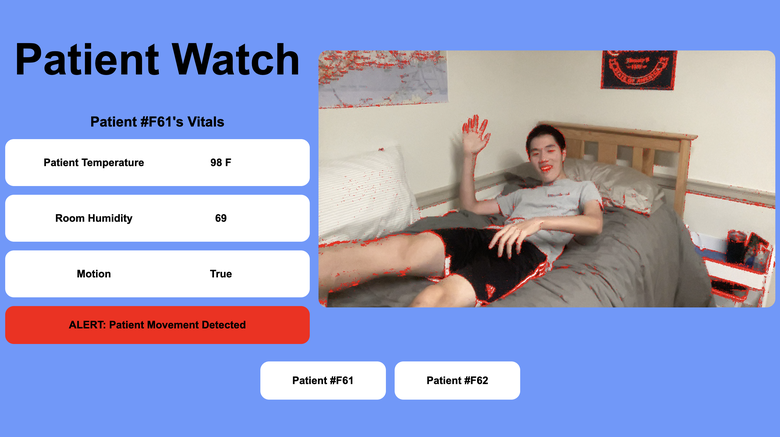 Patient Watch
Patient #F61's Vitals
Patient Temperature 98 F
Room Humidity 69
Motion True
ALERT: Patient Movement Detected
Patient #F61 Patient #F62